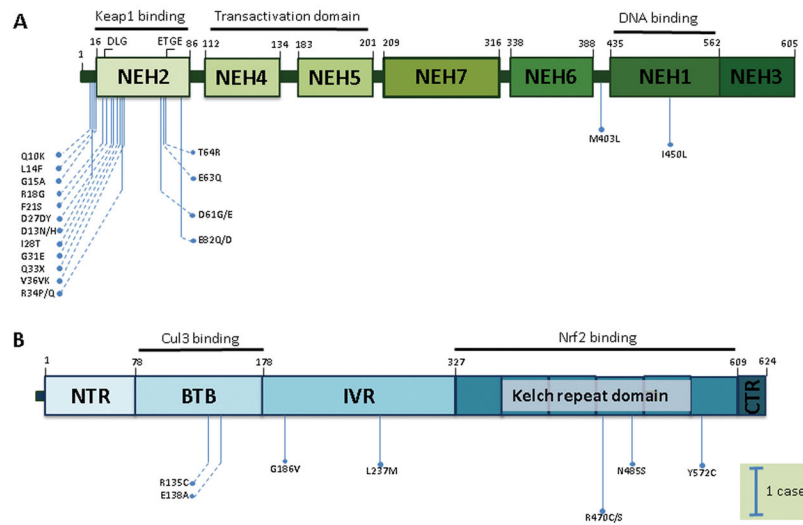 A
Keap1 binding
Transactivation domain
DNA binding
1
16
DLG
ETGE
86
112
134
183
201
209
316
338
388
435
562
605
NEH2
NEH4
NEH5
NEH7
NEH6
NEH1
NEH3
Q10K
L14F
G15A
R18G
F21S
D27DY
D13N/H
I28T
G31E
Q33X
V36VK
R34P/Q
T64R
E63Q
D61G/E
E82Q/D
M403L
I450L
B
Cul3 binding
Nrf2 binding
1
78
178
327
609
624
NTR
BTB
IVR
Kelch repeat domain
CTR
R135C
E138A
G186V
L237M
R470C/S
N485S
Y572C
1 case